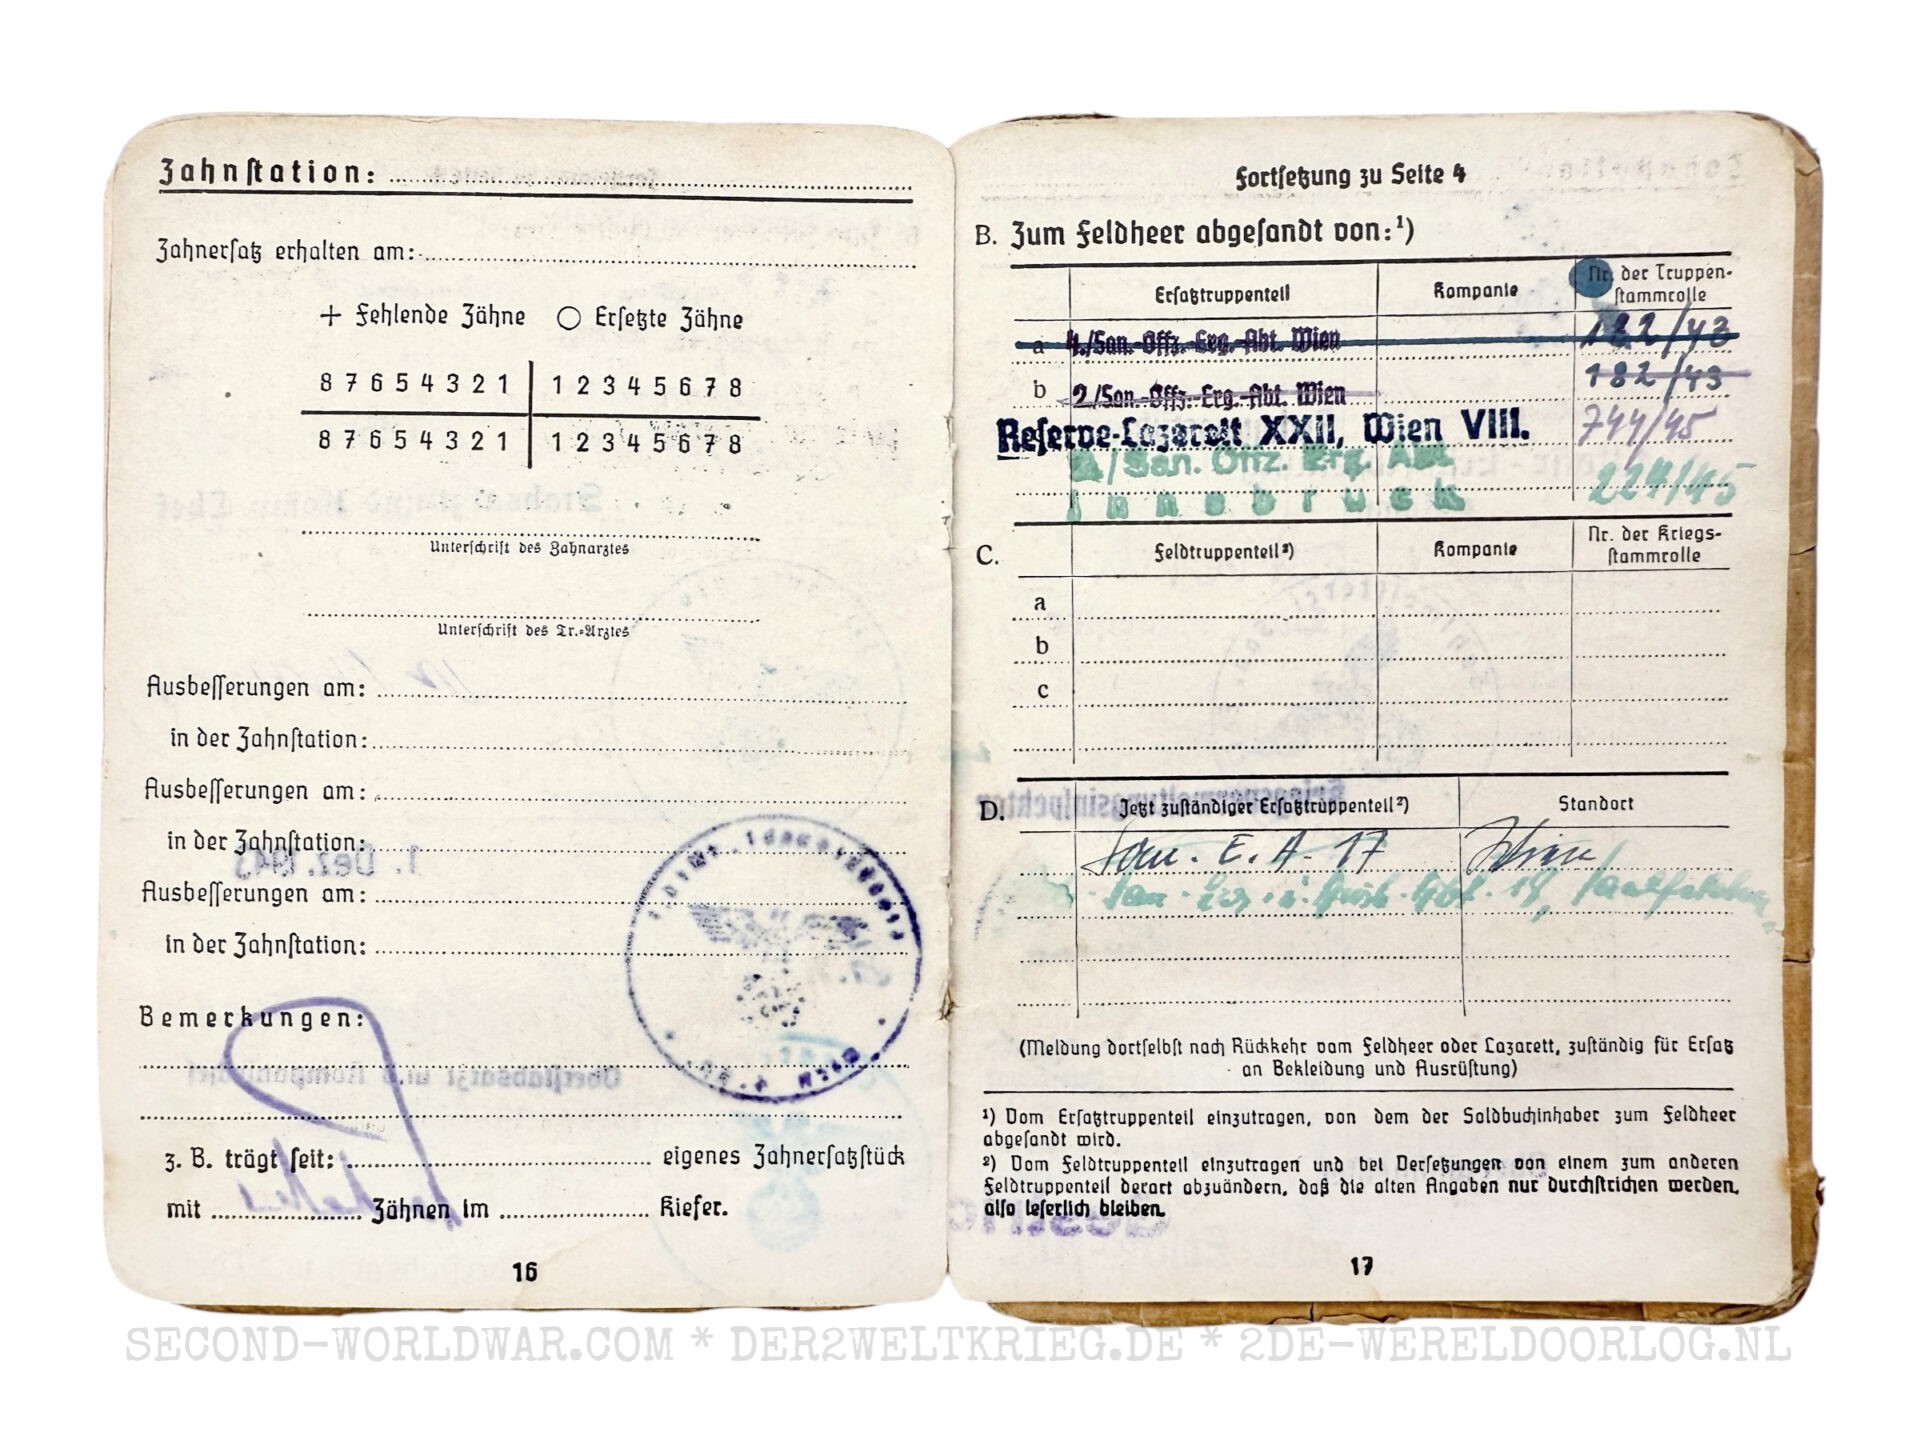 Zahnstation:
Zahnersatz erhalten am:
+ Fehlende Zähne ○ Ersetzte Zähne
8 7 6 5 4 3 2 1 | 1 2 3 4 5 6 7 8
8 7 6 5 4 3 2 1 | 1 2 3 4 5 6 7 8
Unterschrift des Zahnarztes
Unterschrift des Tr.-Arztes
Ausbesserungen am:
in der Zahnstation:
Ausbesserungen am:
in der Zahnstation:
Ausbesserungen am:
in der Zahnstation:
Bemerkungen:
z. B. trägt seit: eigenes Zahnersatzstück
mit Zähnen im Kiefer.
16
Fortsetzung zu Seite 4
B. Zum Feldheer abgesandt von:¹)
Ersatztruppenteil Kompanie Nr. der Truppen-
stammrolle
a 4./San.-Offz.-Erg.-Abt. Wien 182/43
b 2/San.-Offz.-Erg.-Abt. Wien 182/43
Reserve-Lazarett XXII, Wien VIII. 744/45
2/San. Offz. Erg. Abt. 224/45
Innsbruck
C. Feldtruppenteil²) Kompanie Nr. der Kriegs-
stammrolle
a
b
c
D. Jetzt zuständiger Ersatztruppenteil²) Standort
San. E. A. 17 Wien
San. Abt. 18,
(Meldung dortselbst nach Rückkehr vom Feldheer oder Lazarett, zuständig für Ersatz
an Bekleidung und Ausrüstung)
¹) Vom Ersatztruppenteil einzutragen, von dem der Soldbuchinhaber zum Feldheer
abgesandt wird.
²) Vom Feldtruppenteil einzutragen und bei Versetzungen von einem zum anderen
Feldtruppenteil derart abzuändern, daß die alten Angaben nur durchstrichen werden,
also leserlich bleiben.
17
SECOND-WORLDWAR.COM * DER2WELTKRIEG.DE * 2DE-WERELDOORLOG.NL